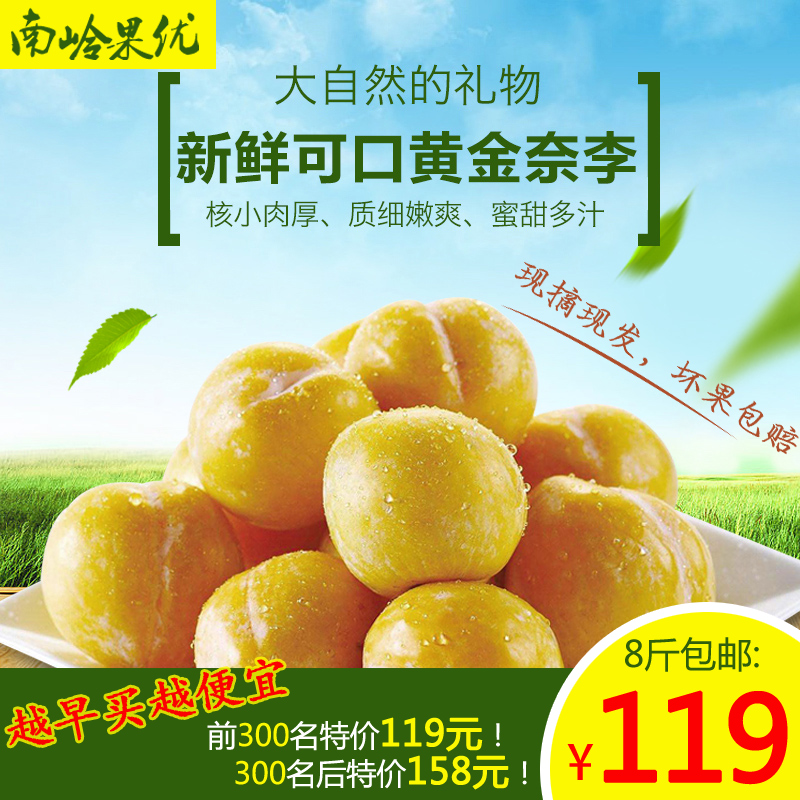 南岭果优
大自然的礼物
新鲜可口黄金奈李
核小肉厚、质细嫩爽、蜜甜多汁
现摘现发，坏果包赔
越早买越便宜
前300名特价119元！
300名后特价158元！
8斤包邮:
¥119